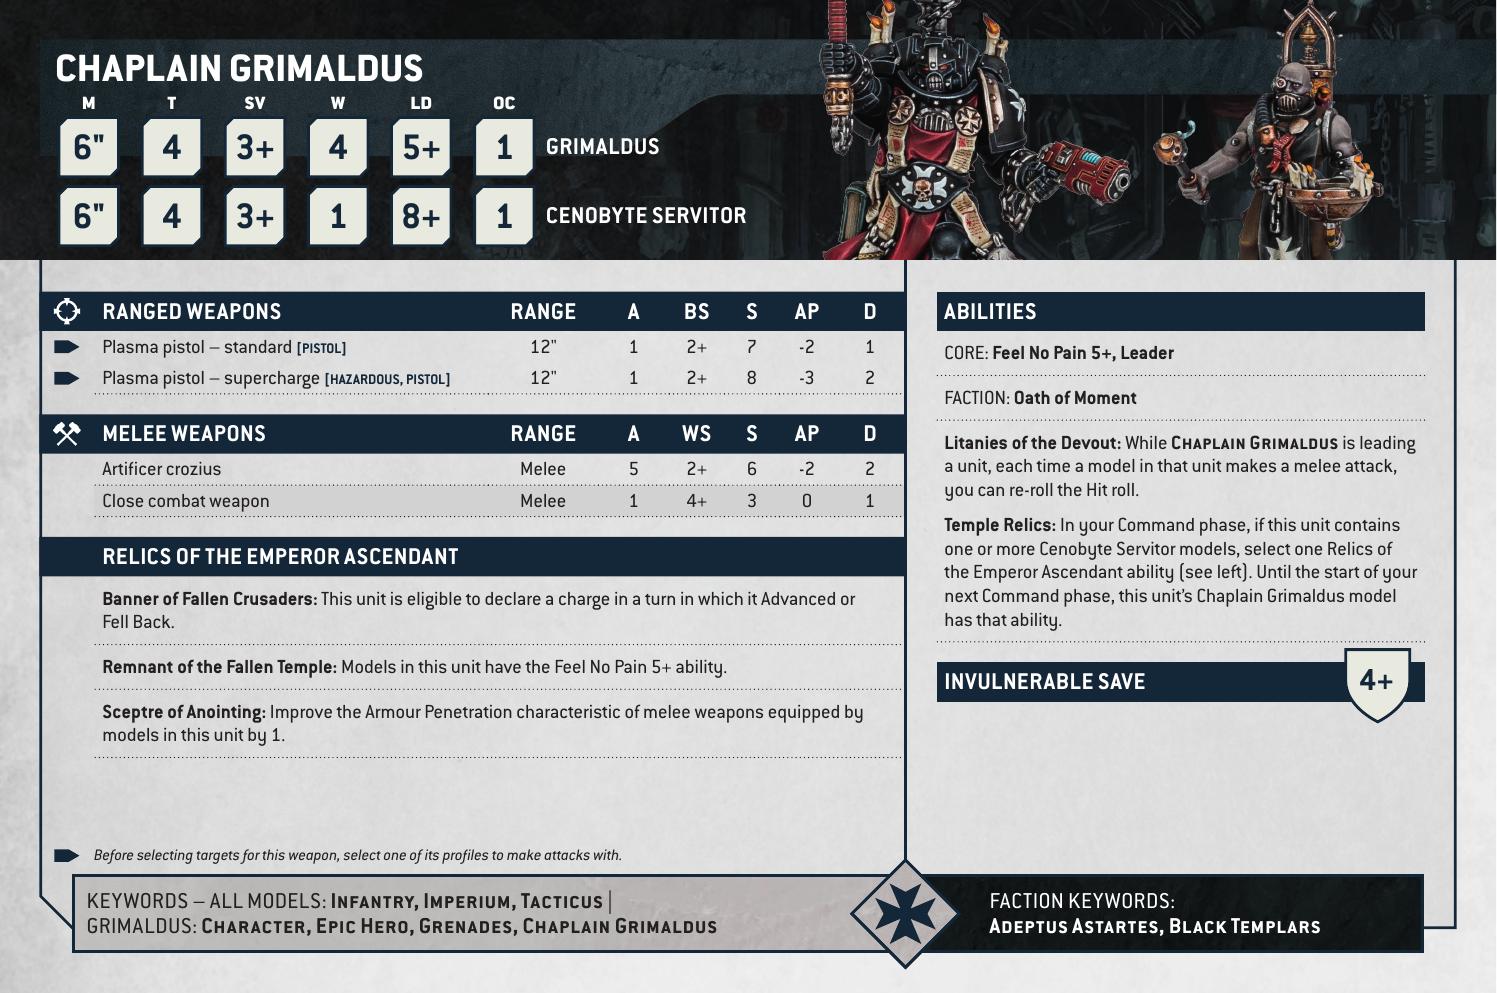 CHAPLAIN GRIMALDUS
M T SV W LD OC
6" 4 3+ 4 5+ 1 GRIMALDUS
6" 4 3+ 1 8+ 1 CENOBYTE SERVITOR
RANGED WEAPONS RANGE A BS S AP D
Plasma pistol – standard [PISTOL] 12" 1 2+ 7 -2 1
Plasma pistol – supercharge [HAZARDOUS, PISTOL] 12" 1 2+ 8 -3 2
MELEE WEAPONS RANGE A WS S AP D
Artificer crozius Melee 5 2+ 6 -2 2
Close combat weapon Melee 1 4+ 3 0 1
RELICS OF THE EMPEROR ASCENDANT
Banner of Fallen Crusaders: This unit is eligible to declare a charge in a turn in which it Advanced or
Fell Back.
Remnant of the Fallen Temple: Models in this unit have the Feel No Pain 5+ ability.
Sceptre of Anointing: Improve the Armour Penetration characteristic of melee weapons equipped by
models in this unit by 1.
Before selecting targets for this weapon, select one of its profiles to make attacks with.
ABILITIES
CORE: Feel No Pain 5+, Leader
FACTION: Oath of Moment
Litanies of the Devout: While CHAPLAIN GRIMALDUS is leading
a unit, each time a model in that unit makes a melee attack,
you can re-roll the Hit roll.
Temple Relics: In your Command phase, if this unit contains
one or more Cenobyte Servitor models, select one Relics of
the Emperor Ascendant ability (see left). Until the start of your
next Command phase, this unit's Chaplain Grimaldus model
has that ability.
INVULNERABLE SAVE 4+
KEYWORDS – ALL MODELS: INFANTRY, IMPERIUM, TACTICUS |
GRIMALDUS: CHARACTER, EPIC HERO, GRENADES, CHAPLAIN GRIMALDUS
FACTION KEYWORDS:
ADEPTUS ASTARTES, BLACK TEMPLARS